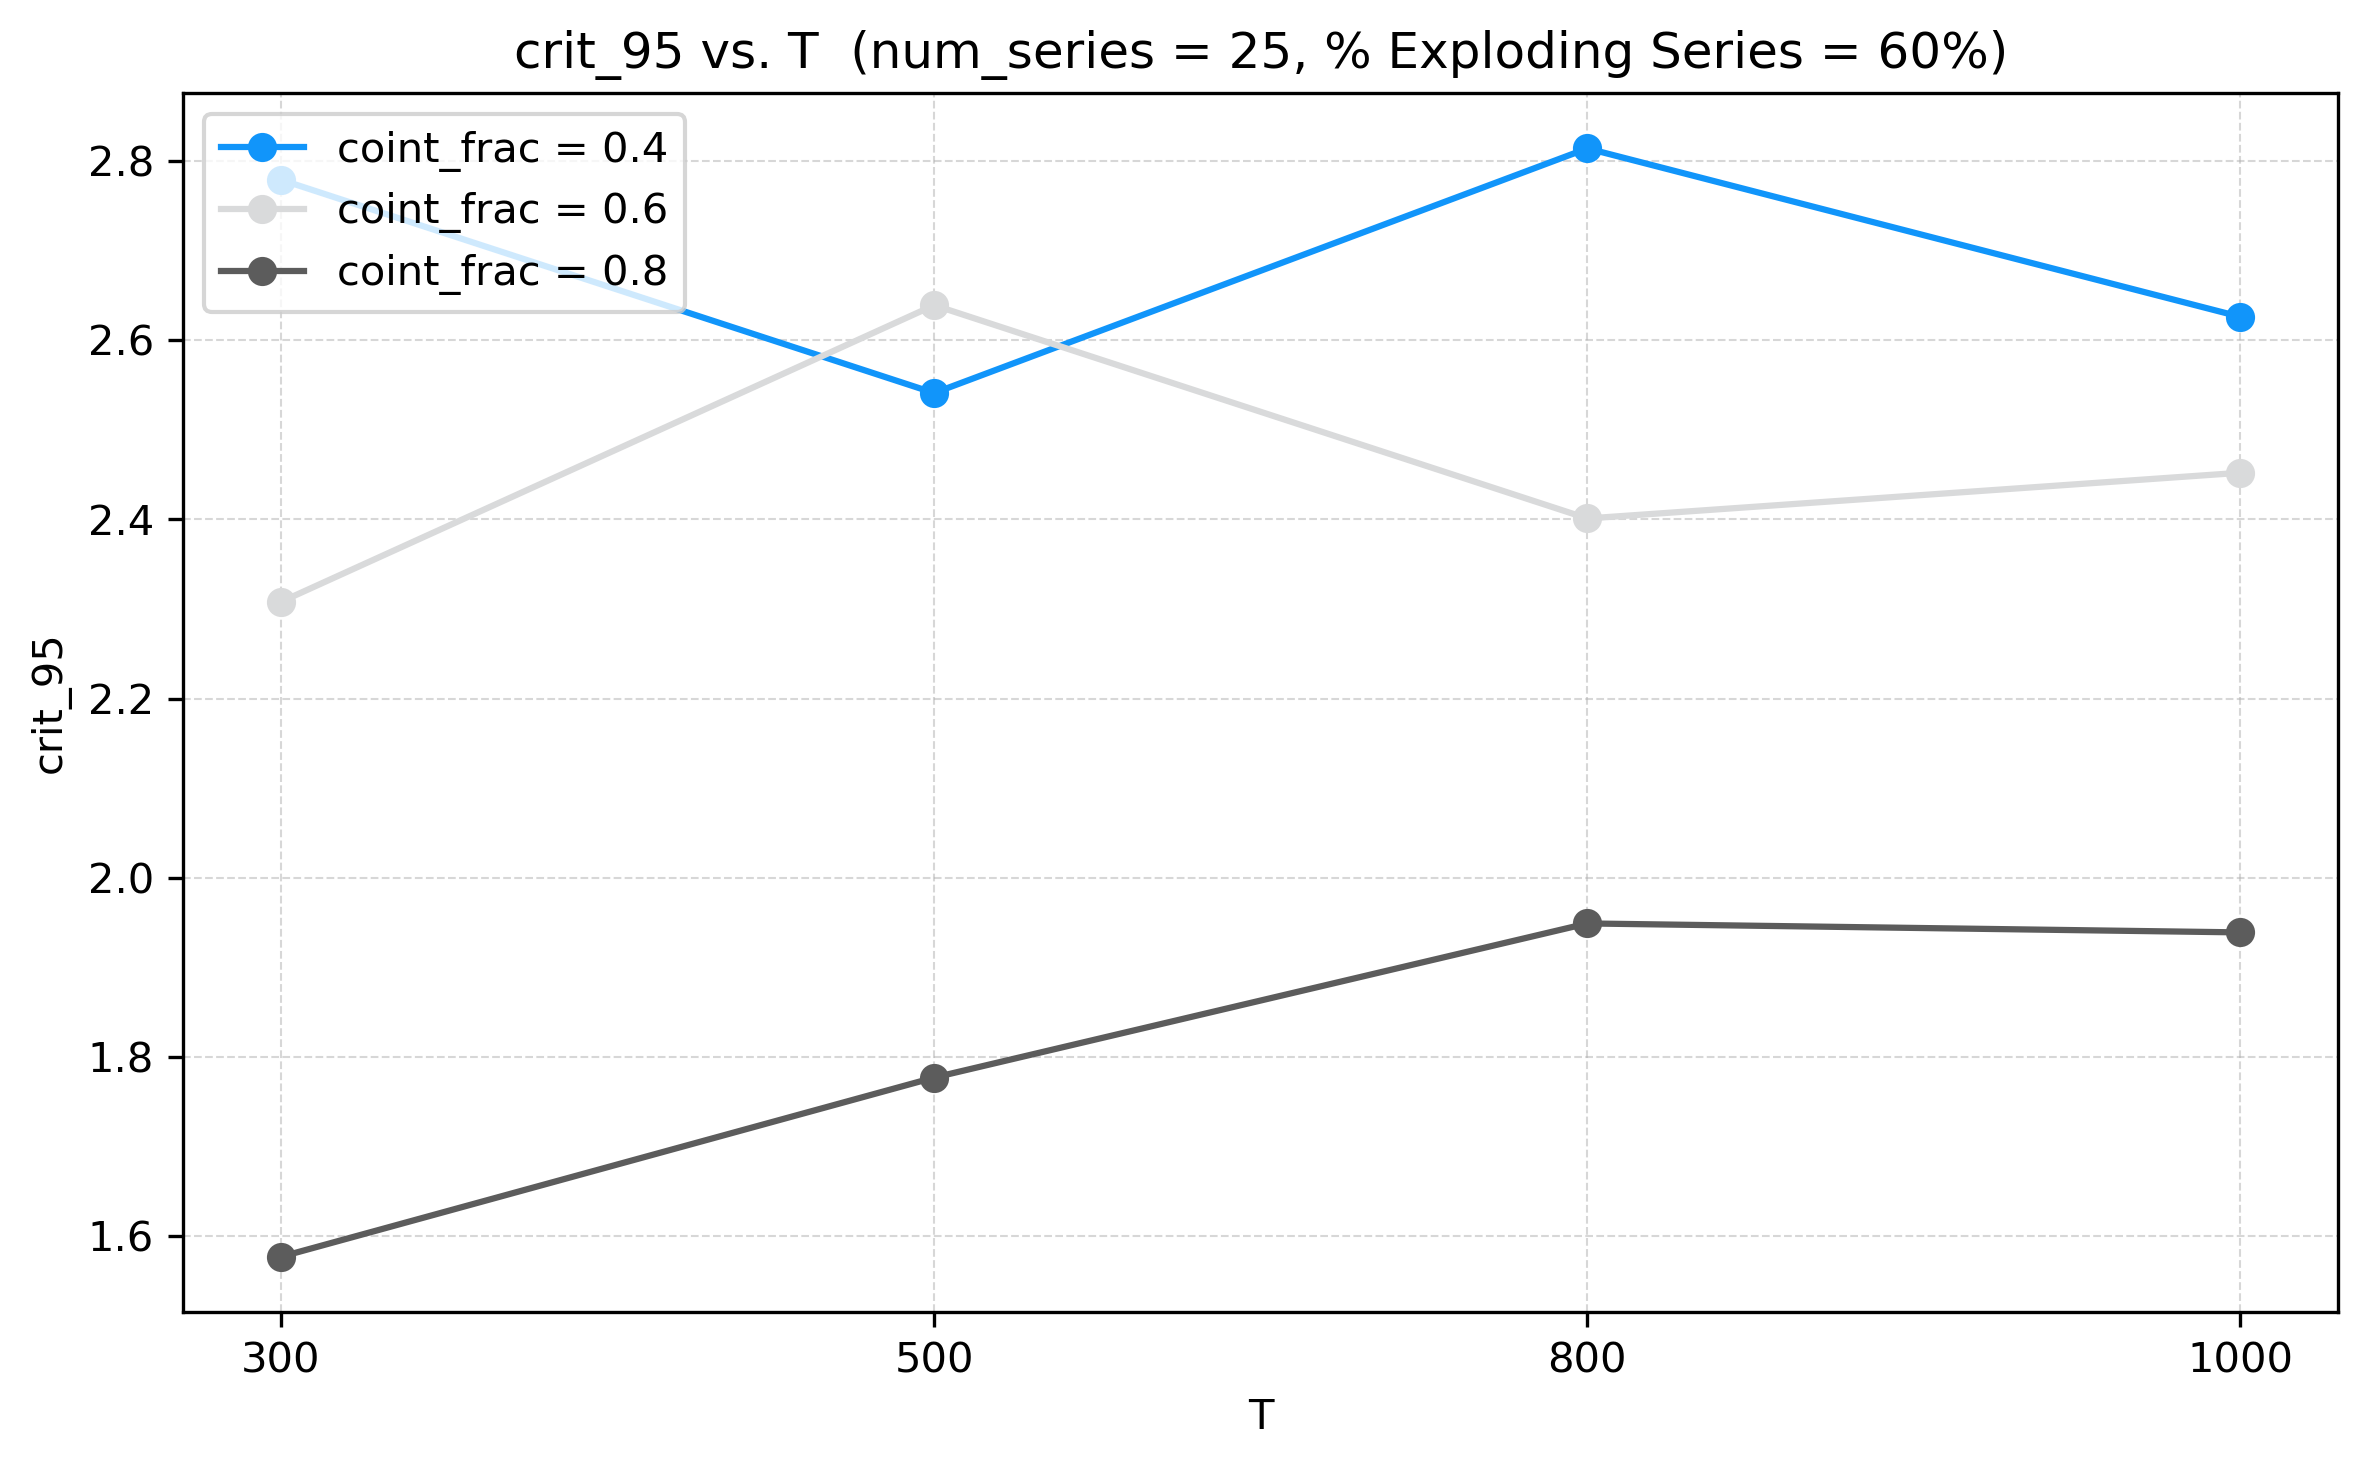 crit_95 vs. T  (num_series = 25, % Exploding Series = 60%)
coint_frac = 0.4
coint_frac = 0.6
coint_frac = 0.8
crit_95
2.8
2.6
2.4
2.2
2.0
1.8
1.6
300 500 800 1000
T